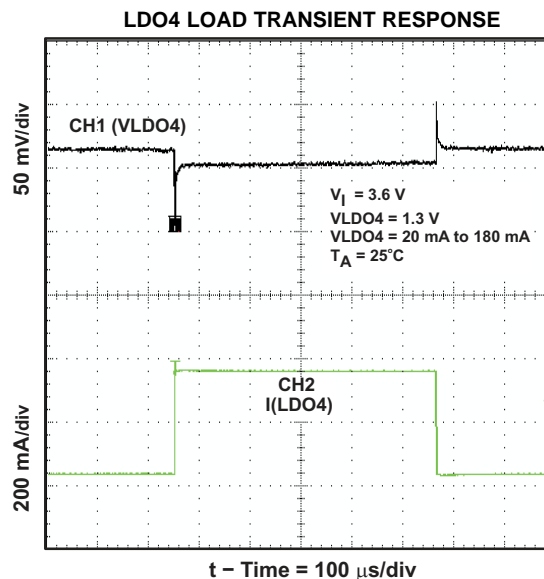 LDO4 LOAD TRANSIENT RESPONSE
50 mV/div
CH1 (VLDO4)
V_I = 3.6 V
VLDO4 = 1.3 V
VLDO4 = 20 mA to 180 mA
T_A = 25°C
200 mA/div
CH2
I(LDO4)
t − Time = 100 μs/div